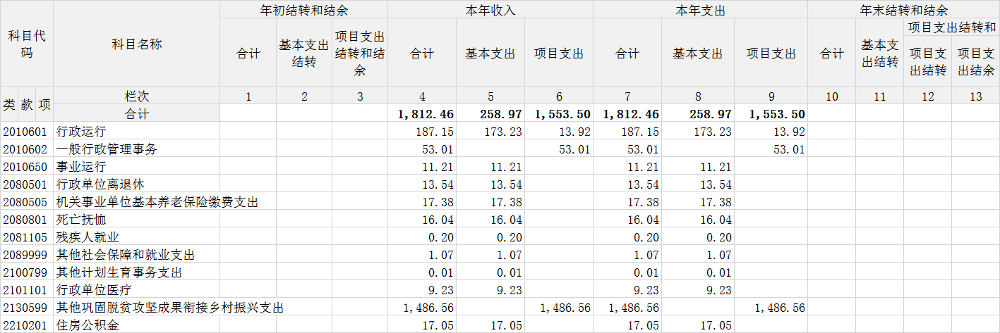 年初结转和结余 本年收入 本年支出 年末结转和结余
科目代码 科目名称 合计 基本支出结转 项目支出结转和结余 合计 基本支出 项目支出 合计 基本支出 项目支出 合计 基本支出结转 项目支出结转和
项目支出结转 项目支出结余
类 款 项 栏次 1 2 3 4 5 6 7 8 9 10 11 12 13
合计 1,812.46 258.97 1,553.50 1,812.46 258.97 1,553.50
2010601 行政运行 187.15 173.23 13.92 187.15 173.23 13.92
2010602 一般行政管理事务 53.01 53.01 53.01 53.01
2010650 事业运行 11.21 11.21 11.21 11.21
2080501 行政单位离退休 13.54 13.54 13.54 13.54
2080505 机关事业单位基本养老保险缴费支出 17.38 17.38 17.38 17.38
2080801 死亡抚恤 16.04 16.04 16.04 16.04
2081105 残疾人就业 0.20 0.20 0.20 0.20
2089999 其他社会保障和就业支出 1.07 1.07 1.07 1.07
2100799 其他计划生育事务支出 0.01 0.01 0.01 0.01
2101101 行政单位医疗 9.23 9.23 9.23 9.23
2130599 其他巩固脱贫攻坚成果衔接乡村振兴支出 1,486.56 1,486.56 1,486.56 1,486.56
2210201 住房公积金 17.05 17.05 17.05 17.05